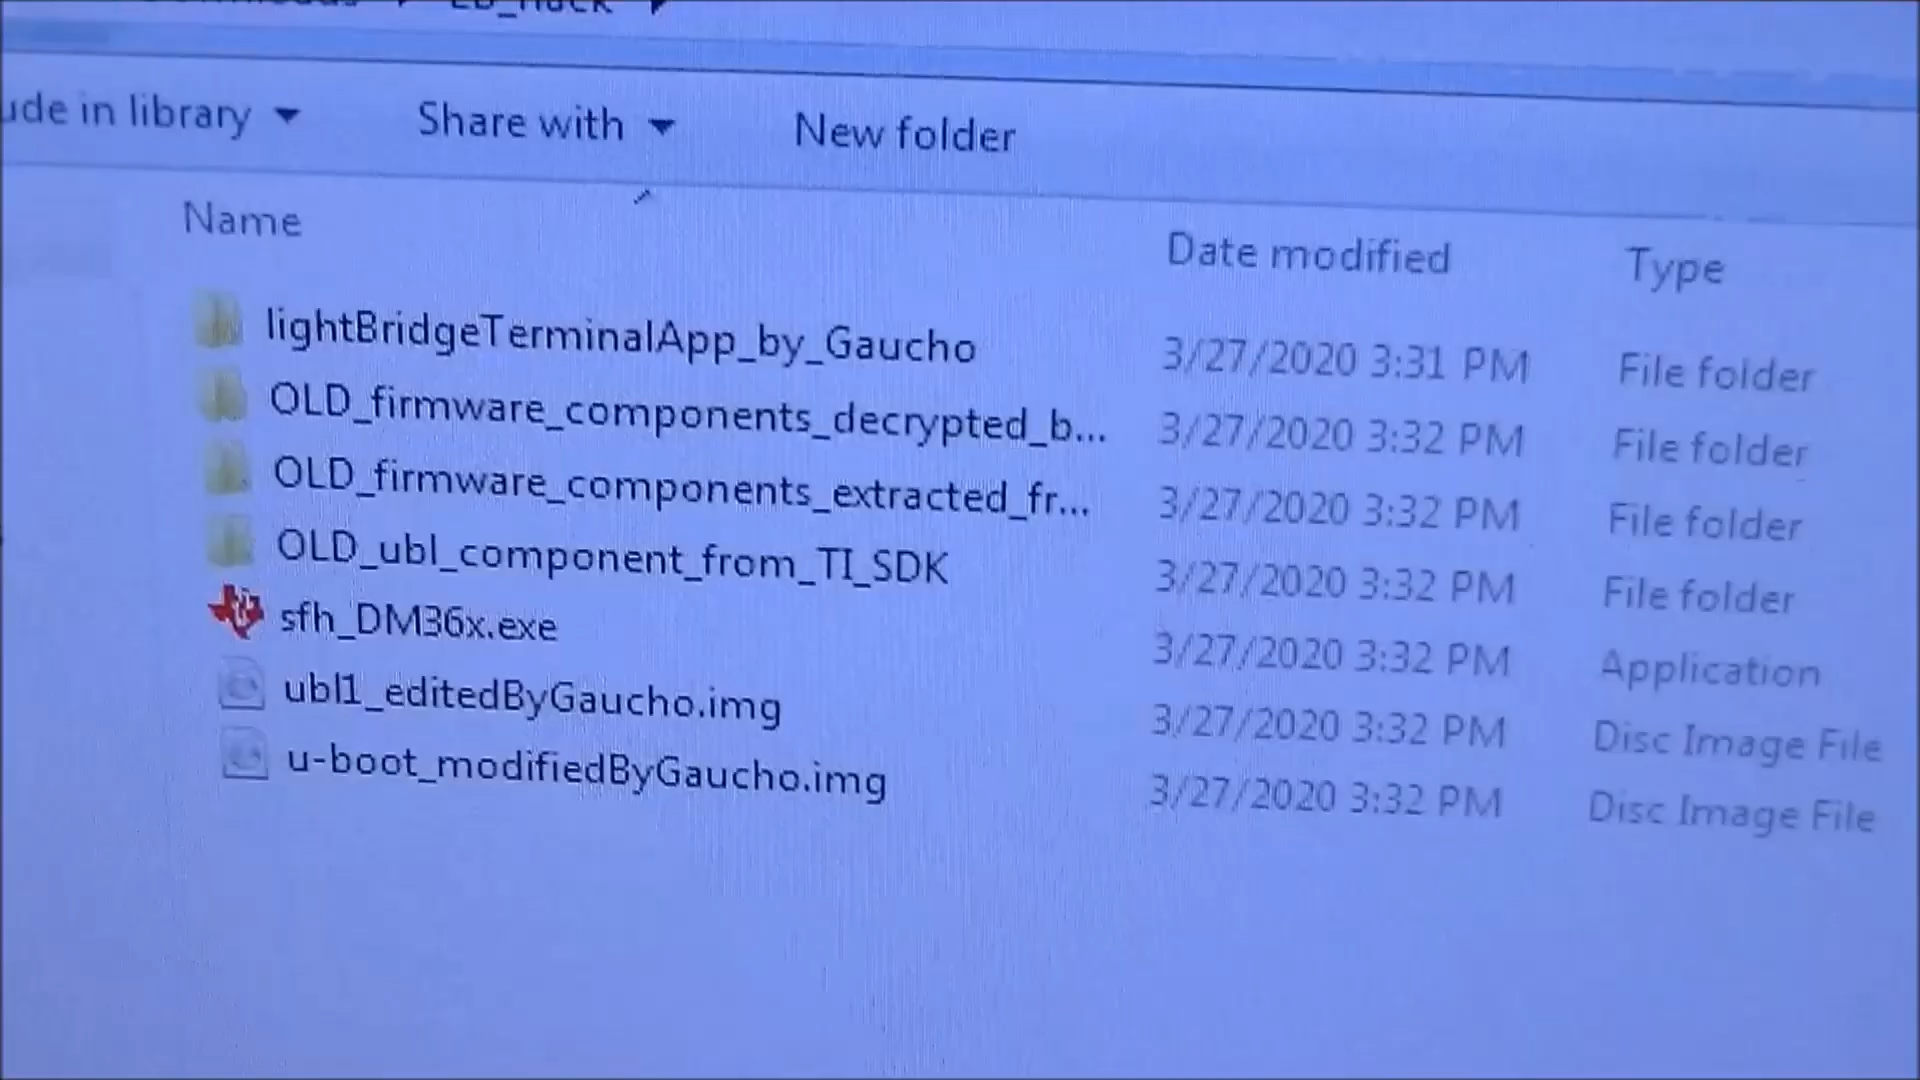 ude in library Share with New folder
Name Date modified Type
lightBridgeTerminalApp_by_Gaucho 3/27/2020 3:31 PM File folder
OLD_firmware_components_decrypted_b... 3/27/2020 3:32 PM File folder
OLD_firmware_components_extracted_fr... 3/27/2020 3:32 PM File folder
OLD_ubl_component_from_TI_SDK 3/27/2020 3:32 PM File folder
sfh_DM36x.exe 3/27/2020 3:32 PM Application
ubl1_editedByGaucho.img 3/27/2020 3:32 PM Disc Image File
u-boot_modifiedByGaucho.img 3/27/2020 3:32 PM Disc Image File